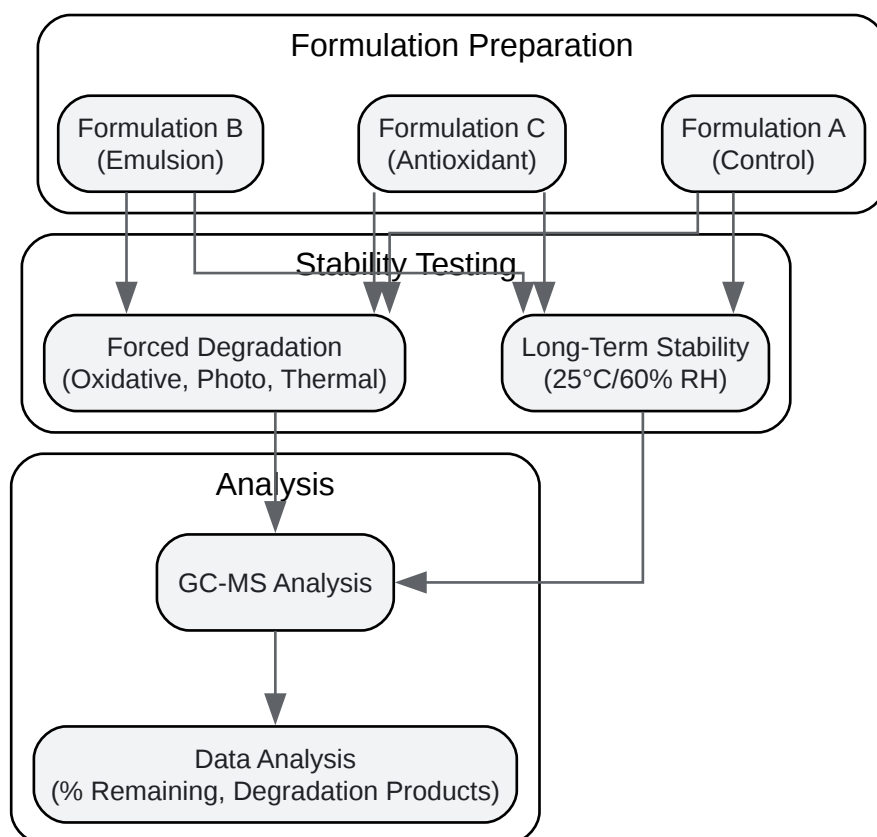 Formulation Preparation
Formulation B
(Emulsion)
Formulation C
(Antioxidant)
Formulation A
(Control)
Stability Testing
Forced Degradation
(Oxidative, Photo, Thermal)
Long-Term Stability
(25°C/60% RH)
Analysis
GC-MS Analysis
Data Analysis
(% Remaining, Degradation Products)